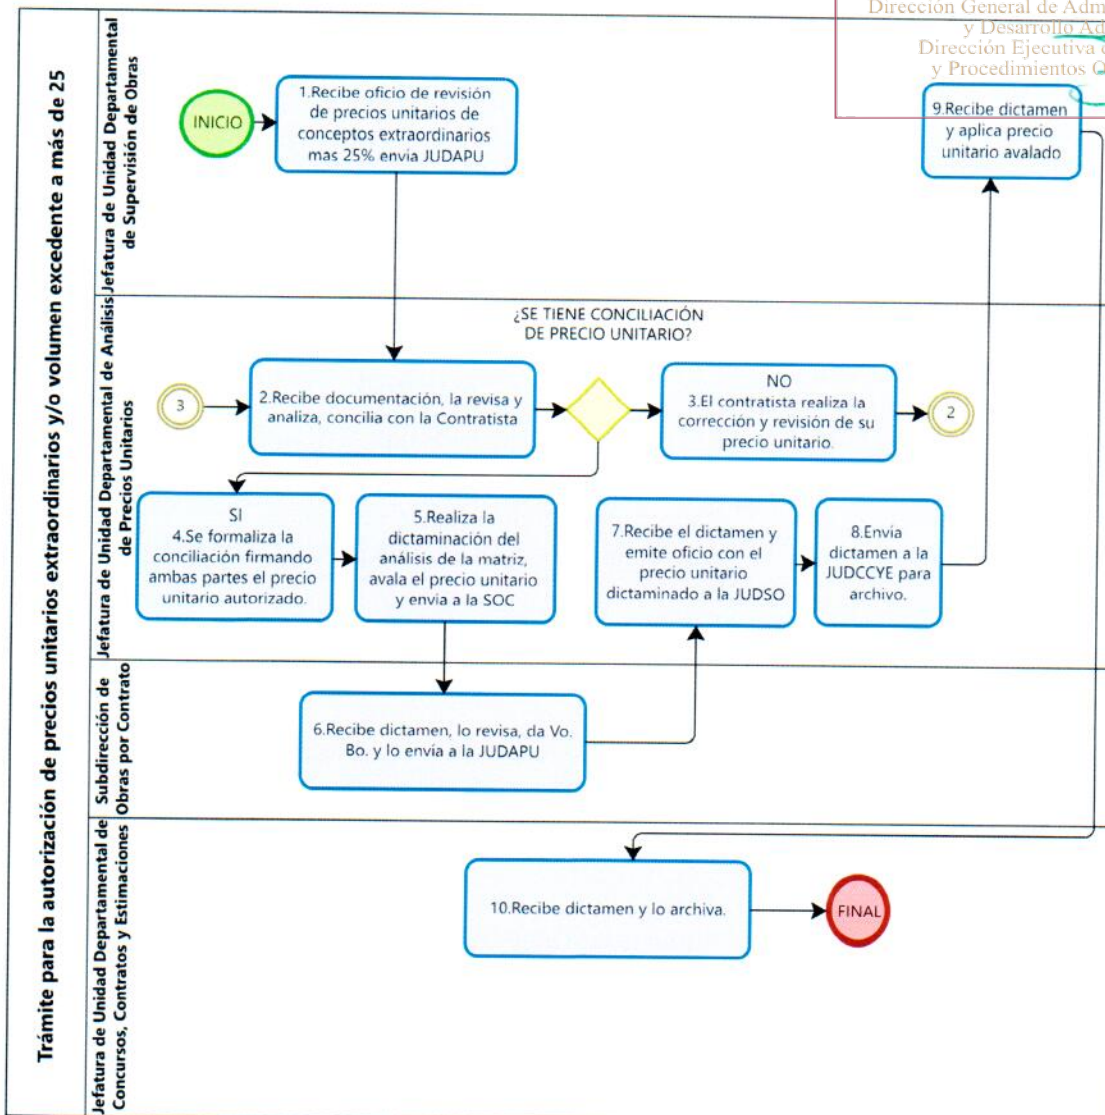 Dirección General de Adm
y Desarrollo Ad
Dirección Ejecutiva
y Procedimientos O
Trámite para la autorización de precios unitarios extraordinarios y/o volumen excedente a más de 25
Jefatura de Unidad Departamental
de Supervisión de Obras
INICIO
1.Recibe oficio de revisión
de precios unitarios de
conceptos extraordinarios
mas 25% envia JUDAPU
9.Recibe dictamen
y aplica precio
unitario avalado
Jefatura de Unidad Departamental de Análisis
de Precios Unitarios
¿SE TIENE CONCILIACIÓN
DE PRECIO UNITARIO?
3
2.Recibe documentación, la revisa y
analiza, concilia con la Contratista
NO
3.El contratista realiza la
corrección y revisión de su
precio unitario.
2
SI
4.Se formaliza la
conciliación firmando
ambas partes el precio
unitario autorizado.
5.Realiza la
dictaminación del
análisis de la matriz,
avala el precio unitario
y envia a la SOC
7.Recibe el dictamen y
emite oficio con el
precio unitario
dictaminado a la JUDSO
8.Envia
dictamen a la
JUDCCYE para
archivo.
Subdirección de
Obras por Contrato
6.Recibe dictamen, lo revisa, da Vo.
Bo. y lo envia a la JUDAPU
Jefatura de Unidad Departamental de
Concursos, Contratos y Estimaciones
10.Recibe dictamen y lo archiva.
FINAL